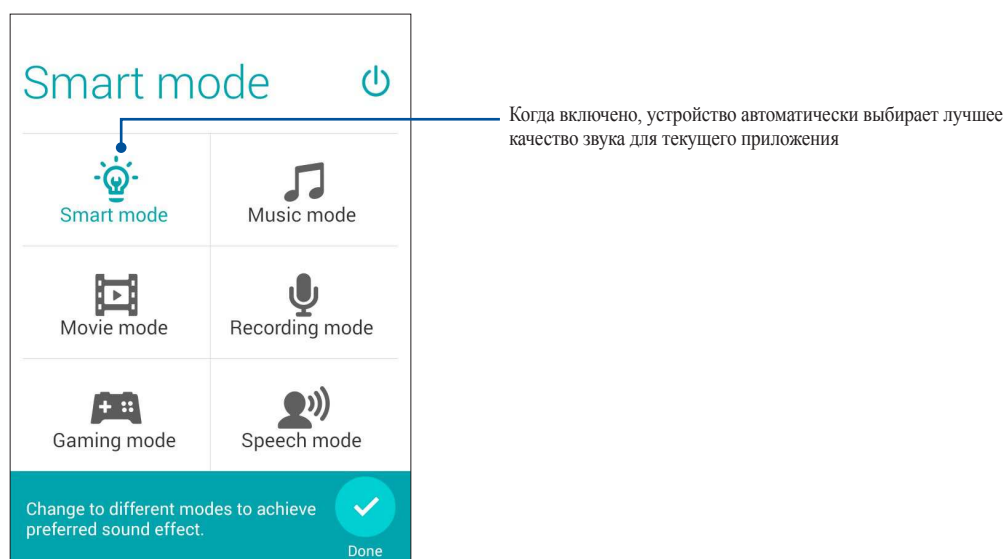 Smart mode
Когда включено, устройство автоматически выбирает лучшее
качество звука для текущего приложения
Smart mode
Music mode
Movie mode
Recording mode
Gaming mode
Speech mode
Change to different modes to achieve
preferred sound effect.
Done